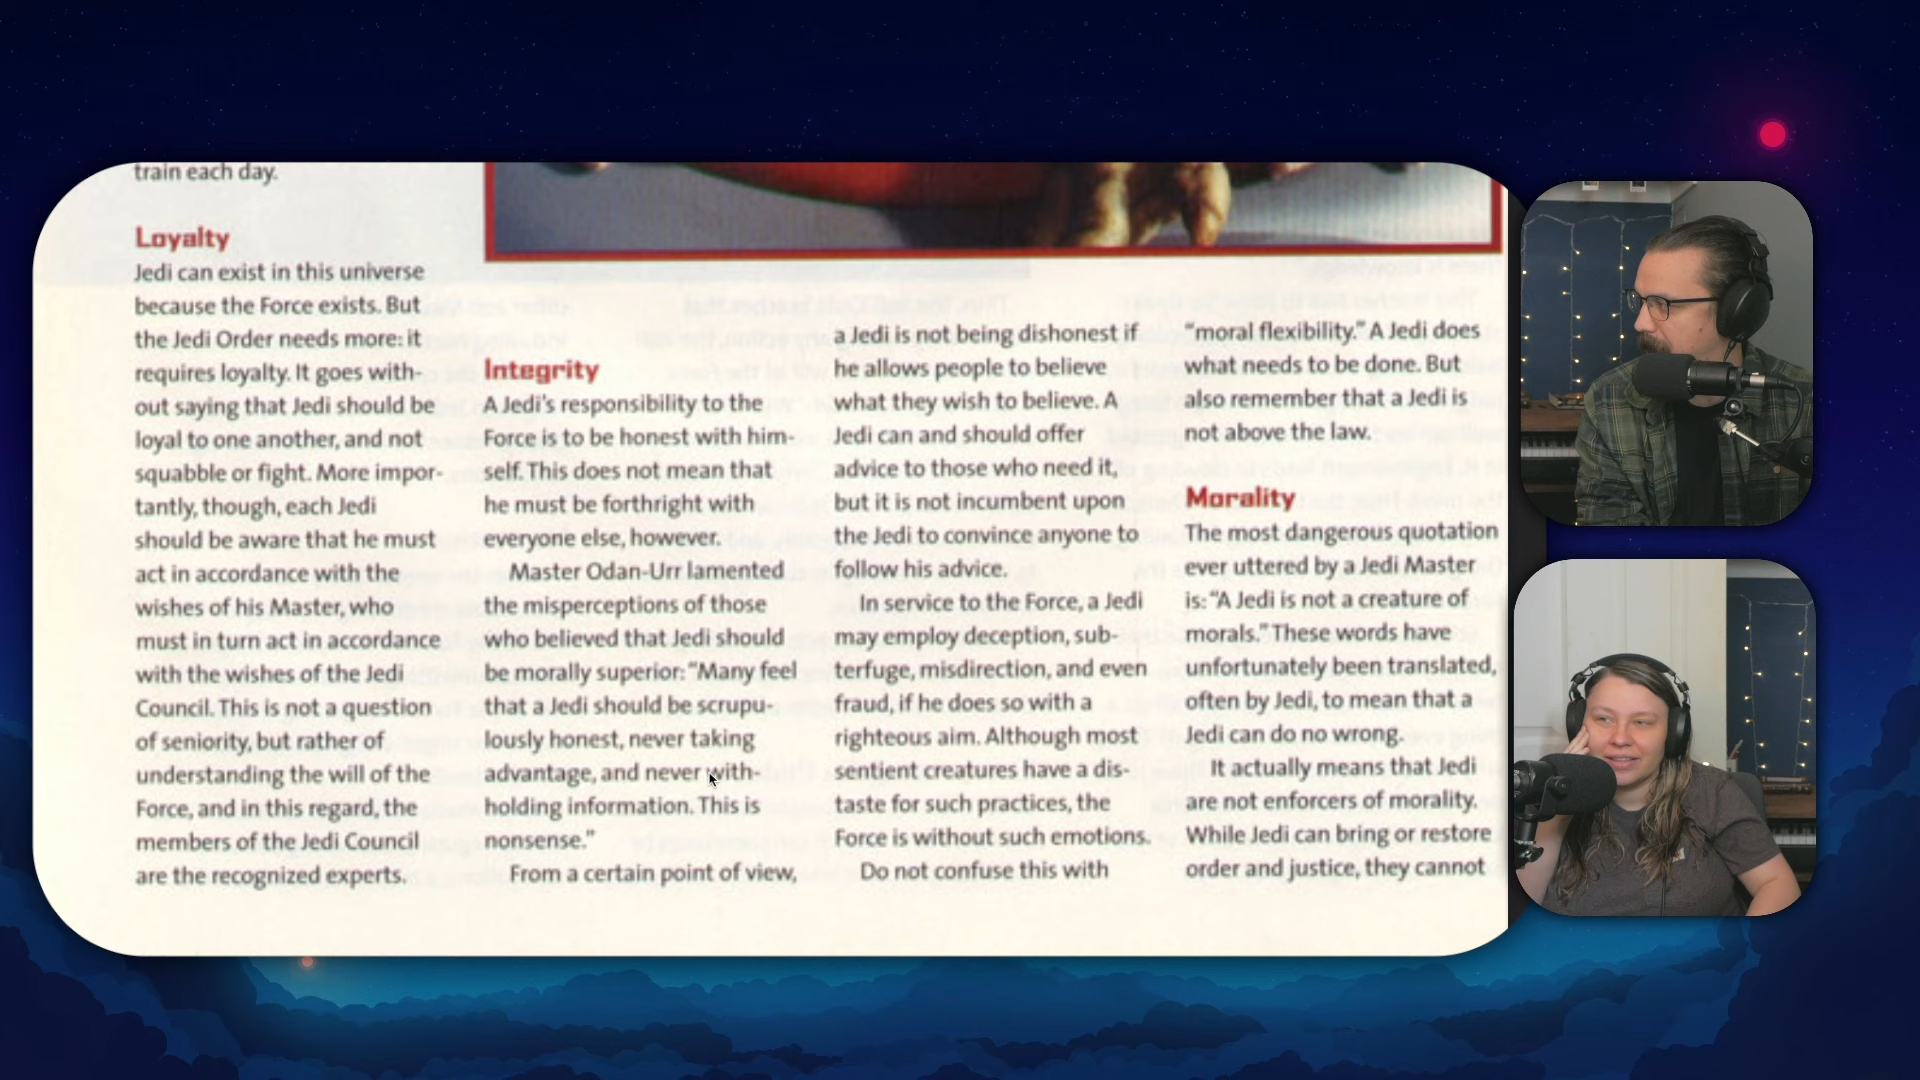 train each day.
Loyalty
Jedi can exist in this universe
because the Force exists. But
the Jedi Order needs more: it
requires loyalty. It goes with-
out saying that Jedi should be
loyal to one another, and not
squabble or fight. More impor-
tantly, though, each Jedi
should be aware that he must
act in accordance with the
wishes of his Master, who
must in turn act in accordance
with the wishes of the Jedi
Council. This is not a question
of seniority, but rather of
understanding the will of the
Force, and in this regard, the
members of the Jedi Council
are the recognized experts.
Integrity
A Jedi's responsibility to the
Force is to be honest with him-
self. This does not mean that
he must be forthright with
everyone else, however.
Master Odan-Urr lamented
the misperceptions of those
who believed that Jedi should
be morally superior: "Many feel
that a Jedi should be scrupu-
lously honest, never taking
advantage, and never with-
holding information. This is
nonsense."
From a certain point of view,
a Jedi is not being dishonest if
he allows people to believe
what they wish to believe. A
Jedi can and should offer
advice to those who need it,
but it is not incumbent upon
the Jedi to convince anyone to
follow his advice.
In service to the Force, a Jedi
may employ deception, sub-
terfuge, misdirection, and even
fraud, if he does so with a
righteous aim. Although most
sentient creatures have a dis-
taste for such practices, the
Force is without such emotions.
Do not confuse this with
"moral flexibility." A Jedi does
what needs to be done. But
also remember that a Jedi is
not above the law.
Morality
The most dangerous quotation
ever uttered by a Jedi Master
is: "A Jedi is not a creature of
morals." These words have
unfortunately been translated,
often by Jedi, to mean that a
Jedi can do no wrong.
It actually means that Jedi
are not enforcers of morality.
While Jedi can bring or restore
order and justice, they cannot